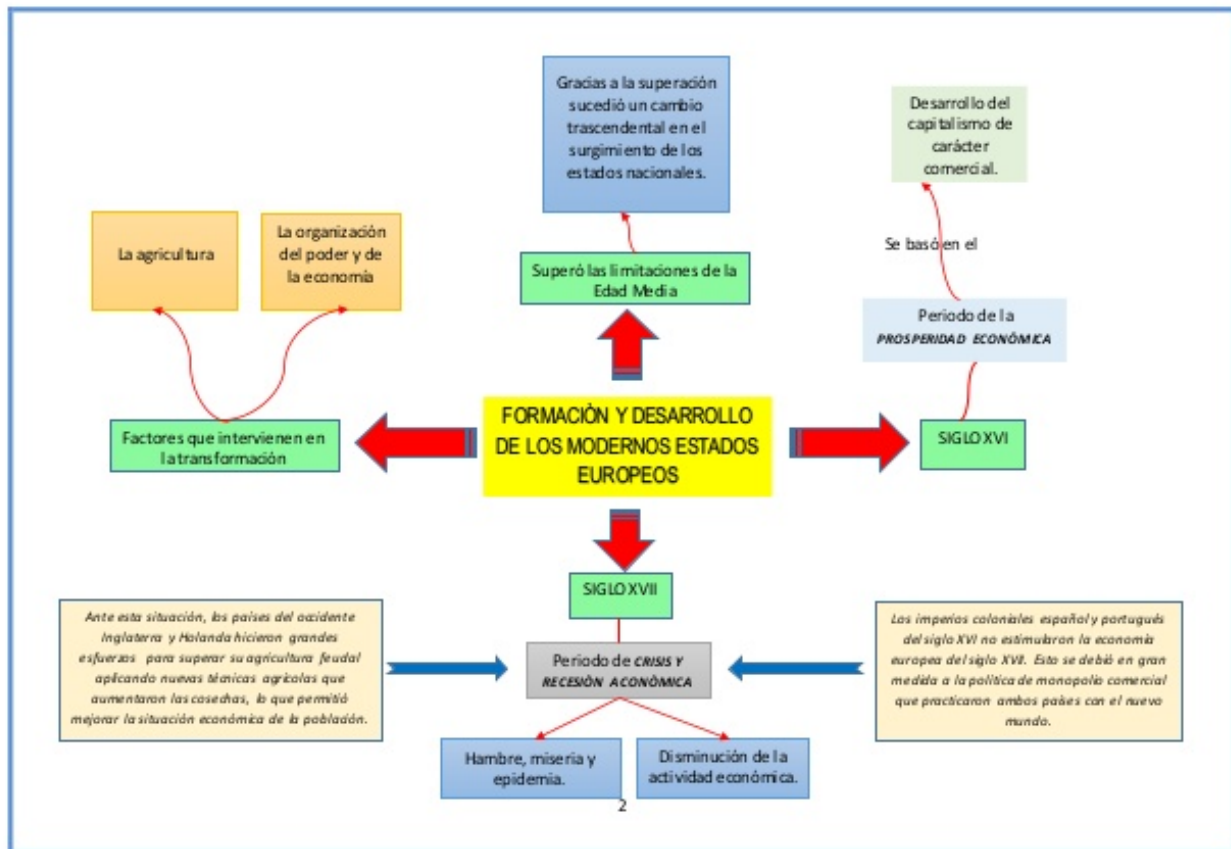 Gracias a la superación
sucedió un cambio
trascendental en el
surgimiento de los
estados nacionales.
Desarrollo del
capitalismo de
carácter
comercial.
La agricultura
La organización
del poder y de
la economía
Superó las limitaciones de la
Edad Media
Se basó en el
Periodo de la
PROSPERIDAD ECONÓMICA
Factores que intervienen en
la transformación
FORMACIÒN Y DESARROLLO
DE LOS MODERNOS ESTADOS
EUROPEOS
SIGLO XVI
SIGLO XVII
Ante esta situación, los países del occidente
Inglaterra y Holanda hicieron grandes
esfuerzos para superar su agricultura feudal
aplicando nuevas técnicas agrícolas que
aumentaron las cosechas, lo que permitió
mejorar la situación económica de la población.
Periodo de CRISIS Y
RECESIÒN ACONÒMICA
Los imperios coloniales español y portugués
del siglo XVI no estimularon la economía
europea del siglo XVII. Esto se debió en gran
medida a la política de monopolio comercial
que practicaron ambos países con el nuevo
mundo.
Hambre, miseria y
epidemia.
Disminución de la
actividad económica.
2